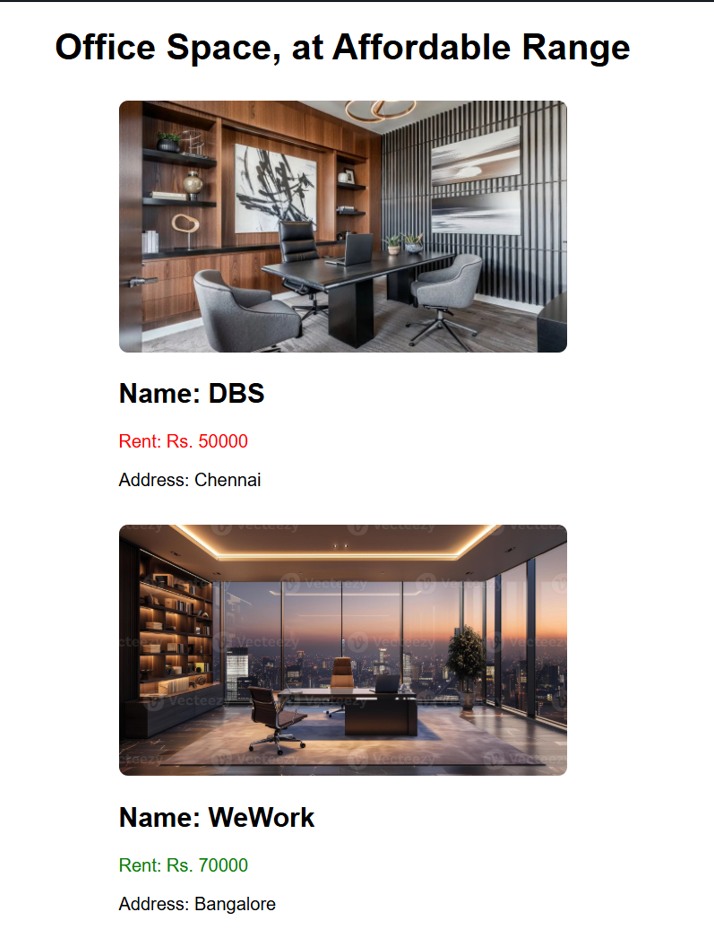 Office Space, at Affordable Range
Name: DBS
Rent: Rs. 50000
Address: Chennai
Vecteezy
Vecteezy
Vecteezy
Vecteezy
Vecteezy
Name: WeWork
Rent: Rs. 70000
Address: Bangalore